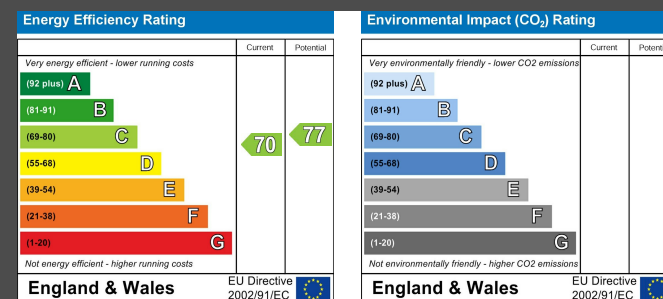 Energy Efficiency Rating
Current Potential
Very energy efficient - lower running costs
(92 plus) A
(81-91) B
(69-80) C
(55-68) D
(39-54) E
(21-38) F
(1-20) G
70
77
Not energy efficient - higher running costs
England & Wales
EU Directive
2002/91/EC
Environmental Impact (CO₂) Rating
Current Potent
Very environmentally friendly - lower CO2 emissions
(92 plus) A
(81-91) B
(69-80) C
(55-68) D
(39-54) E
(21-38) F
(1-20) G
Not environmentally friendly - higher CO2 emissions
England & Wales
EU Directive
2002/91/EC